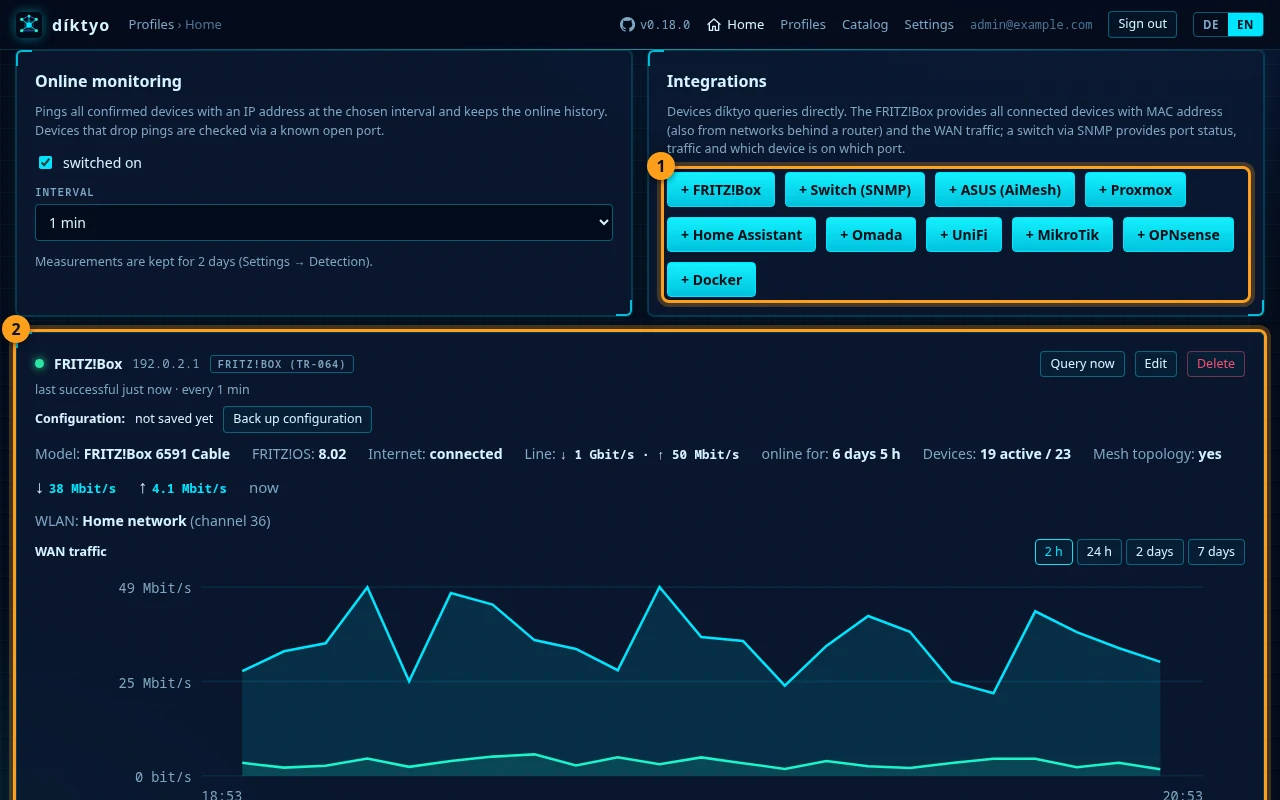 díktyo Profiles › Home v0.18.0 Home Profiles Catalog Settings admin@example.com Sign out DE EN
Online monitoring
Pings all confirmed devices with an IP address at the chosen interval and keeps the online history.
Devices that drop pings are checked via a known open port.
switched on
INTERVAL
1 min
Measurements are kept for 2 days (Settings → Detection).
Integrations
Devices díktyo queries directly. The FRITZ!Box provides all connected devices with MAC address
(also from networks behind a router) and the WAN traffic; a switch via SNMP provides port status,
traffic and which device is on which port.
1
+ FRITZ!Box + Switch (SNMP) + ASUS (AiMesh) + Proxmox
+ Home Assistant + Omada + UniFi + MikroTik + OPNsense
+ Docker
2
FRITZ!Box 192.0.2.1 FRITZ!BOX (TR-064) Query now Edit Delete
last successful just now · every 1 min
Configuration: not saved yet Back up configuration
Model: FRITZ!Box 6591 Cable FRITZ!OS: 8.02 Internet: connected Line: ↓ 1 Gbit/s · ↑ 50 Mbit/s online for: 6 days 5 h Devices: 19 active / 23 Mesh topology: yes
↓ 38 Mbit/s ↑ 4.1 Mbit/s now
WLAN: Home network (channel 36)
WAN traffic 2 h 24 h 2 days 7 days
49 Mbit/s
25 Mbit/s
0 bit/s
18:53 20:53